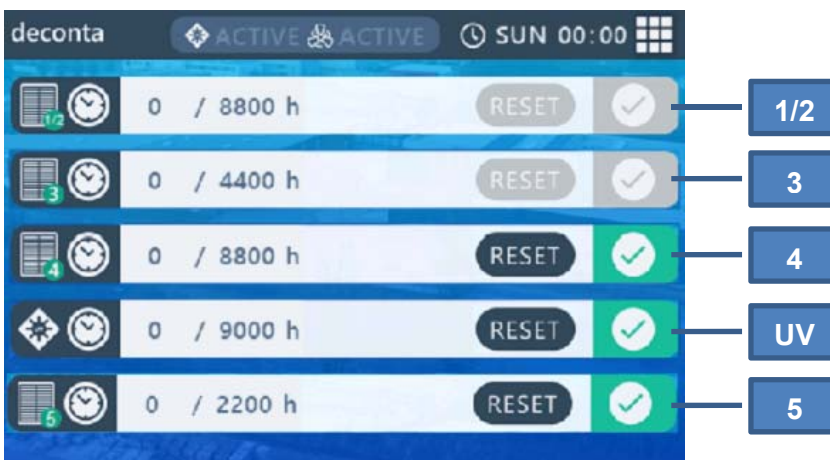 deconta ACTIVE ACTIVE SUN 00:00
1/2 0 / 8800 h RESET 1/2
3 0 / 4400 h RESET 3
4 0 / 8800 h RESET 4
0 / 9000 h RESET UV
5 0 / 2200 h RESET 5